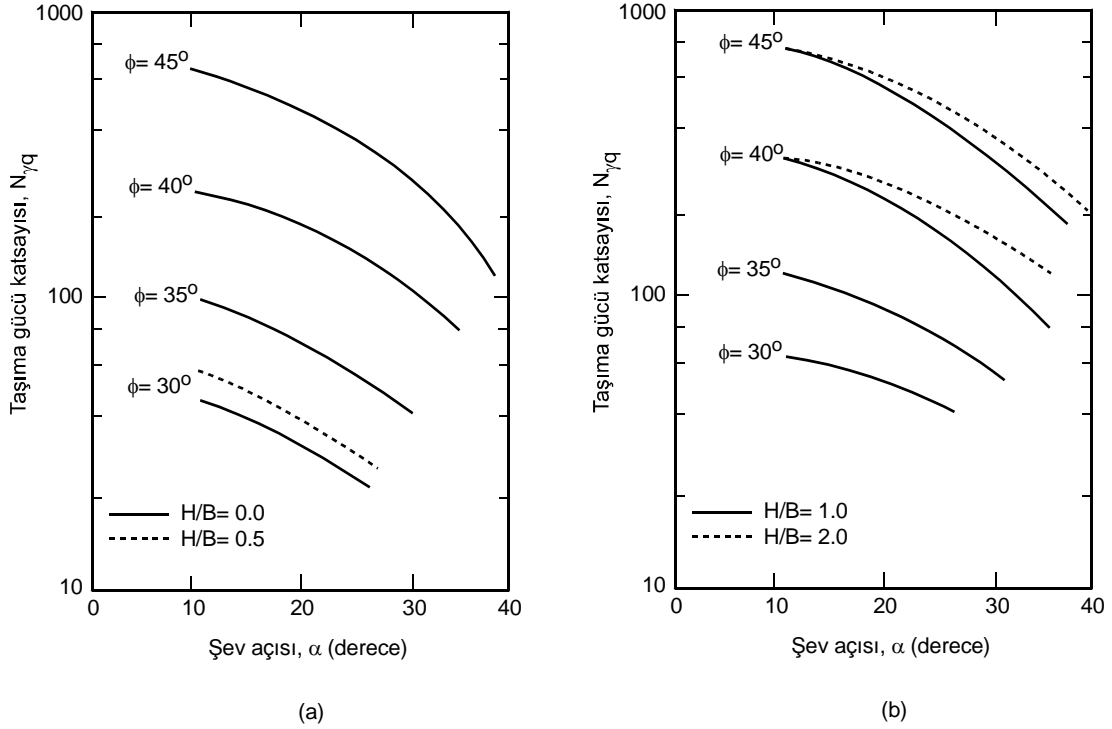 1000
ϕ= 45°
ϕ= 40°
100
ϕ= 35°
ϕ= 30°
H/B= 0.0
H/B= 0.5
10
0 10 20 30 40
Taşıma gücü katsayısı, Nγq
Şev açısı, α (derece)
(a)
1000
ϕ= 45°
ϕ= 40°
100
ϕ= 35°
ϕ= 30°
H/B= 1.0
H/B= 2.0
10
0 10 20 30 40
Taşıma gücü katsayısı, Nγq
Şev açısı, α (derece)
(b)